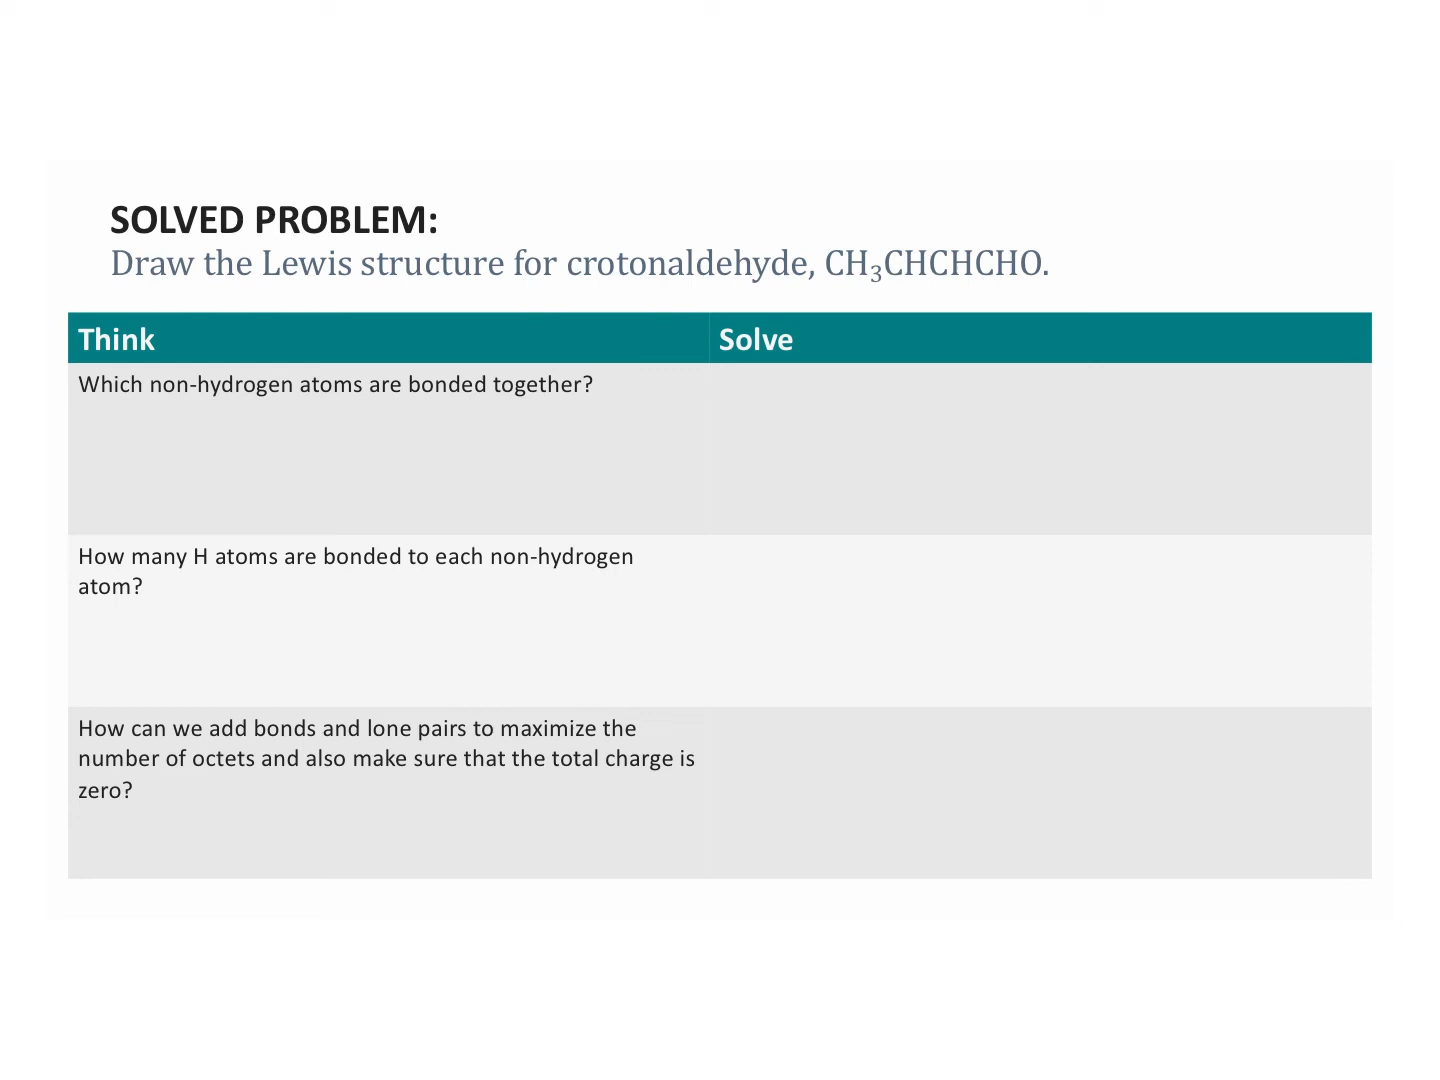 SOLVED PROBLEM:
Draw the Lewis structure for crotonaldehyde, CH₃CHCHCHO.
Think
Solve
Which non-hydrogen atoms are bonded together?
How many H atoms are bonded to each non-hydrogen
atom?
How can we add bonds and lone pairs to maximize the
number of octets and also make sure that the total charge is
zero?